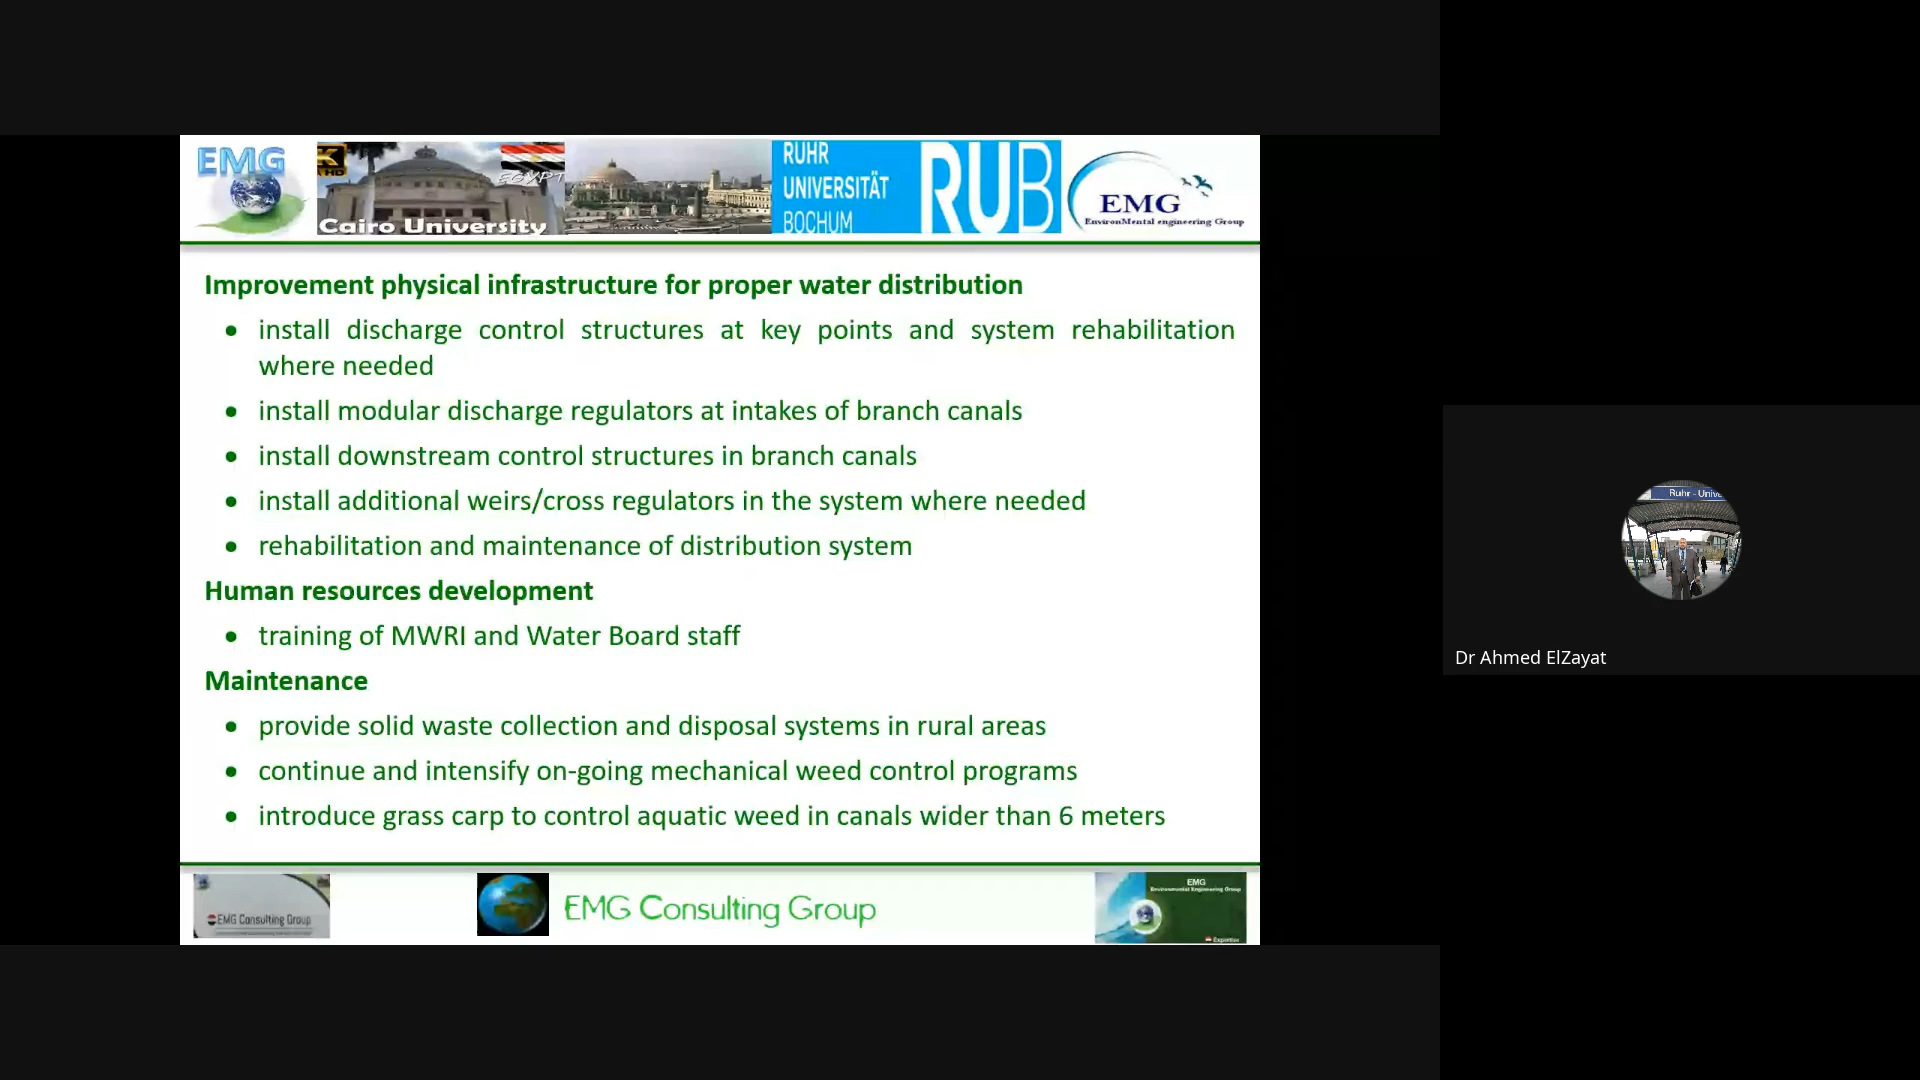 EMG
K
HD
EGYPT
Cairo University
RUHR
UNIVERSITÄT
BOCHUM
RUB
EMG
EnvironMental engineering Group
Improvement physical infrastructure for proper water distribution
• install discharge control structures at key points and system rehabilitation
where needed
• install modular discharge regulators at intakes of branch canals
• install downstream control structures in branch canals
• install additional weirs/cross regulators in the system where needed
• rehabilitation and maintenance of distribution system
Human resources development
• training of MWRI and Water Board staff
Maintenance
• provide solid waste collection and disposal systems in rural areas
• continue and intensify on-going mechanical weed control programs
• introduce grass carp to control aquatic weed in canals wider than 6 meters
EMG Consulting Group
EMG Consulting Group
EMG
Environmental Engineering Group
Ruhr - Unive
Dr Ahmed ElZayat